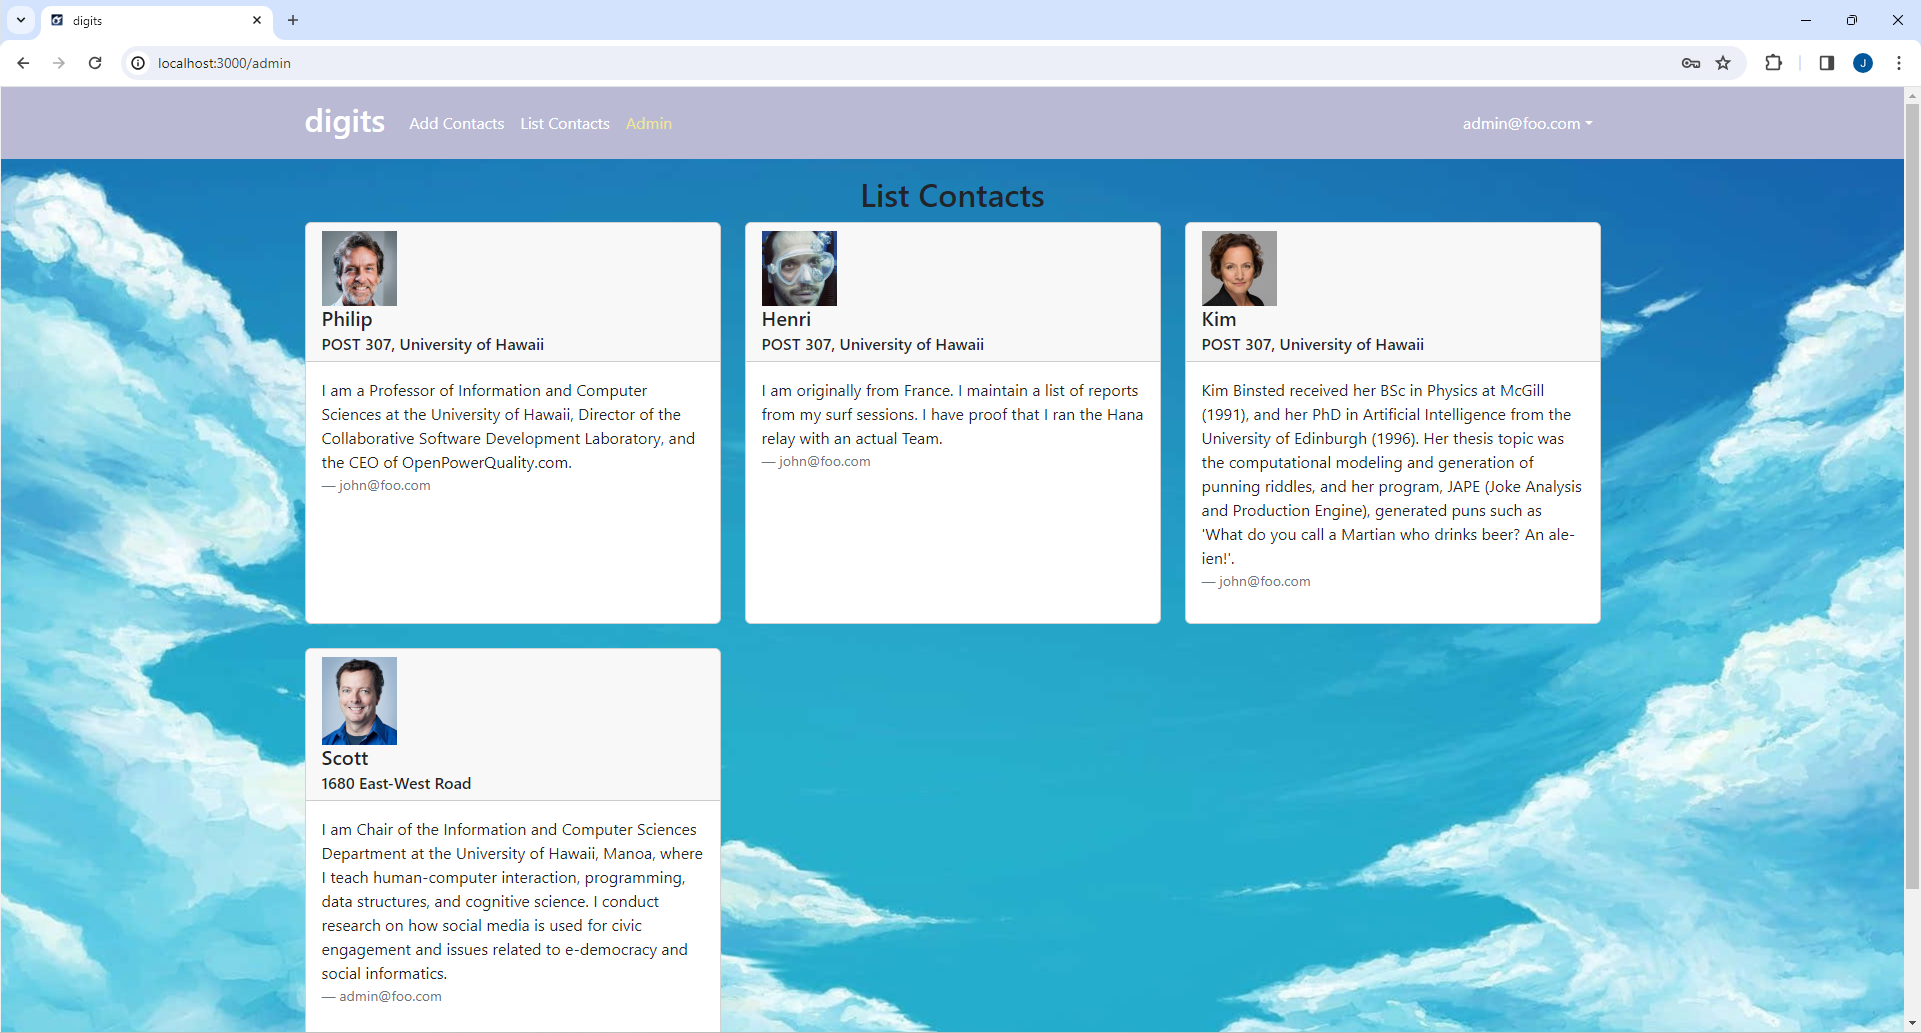 digits
localhost:3000/admin
J
digits Add Contacts List Contacts Admin admin@foo.com
List Contacts
Philip
POST 307, University of Hawaii
I am a Professor of Information and Computer
Sciences at the University of Hawaii, Director of the
Collaborative Software Development Laboratory, and
the CEO of OpenPowerQuality.com.
— john@foo.com
Henri
POST 307, University of Hawaii
I am originally from France. I maintain a list of reports
from my surf sessions. I have proof that I ran the Hana
relay with an actual Team.
— john@foo.com
Kim
POST 307, University of Hawaii
Kim Binsted received her BSc in Physics at McGill
(1991), and her PhD in Artificial Intelligence from the
University of Edinburgh (1996). Her thesis topic was
the computational modeling and generation of
punning riddles, and her program, JAPE (Joke Analysis
and Production Engine), generated puns such as
'What do you call a Martian who drinks beer? An ale-
ien!'.
— john@foo.com
Scott
1680 East-West Road
I am Chair of the Information and Computer Sciences
Department at the University of Hawaii, Manoa, where
I teach human-computer interaction, programming,
data structures, and cognitive science. I conduct
research on how social media is used for civic
engagement and issues related to e-democracy and
social informatics.
— admin@foo.com